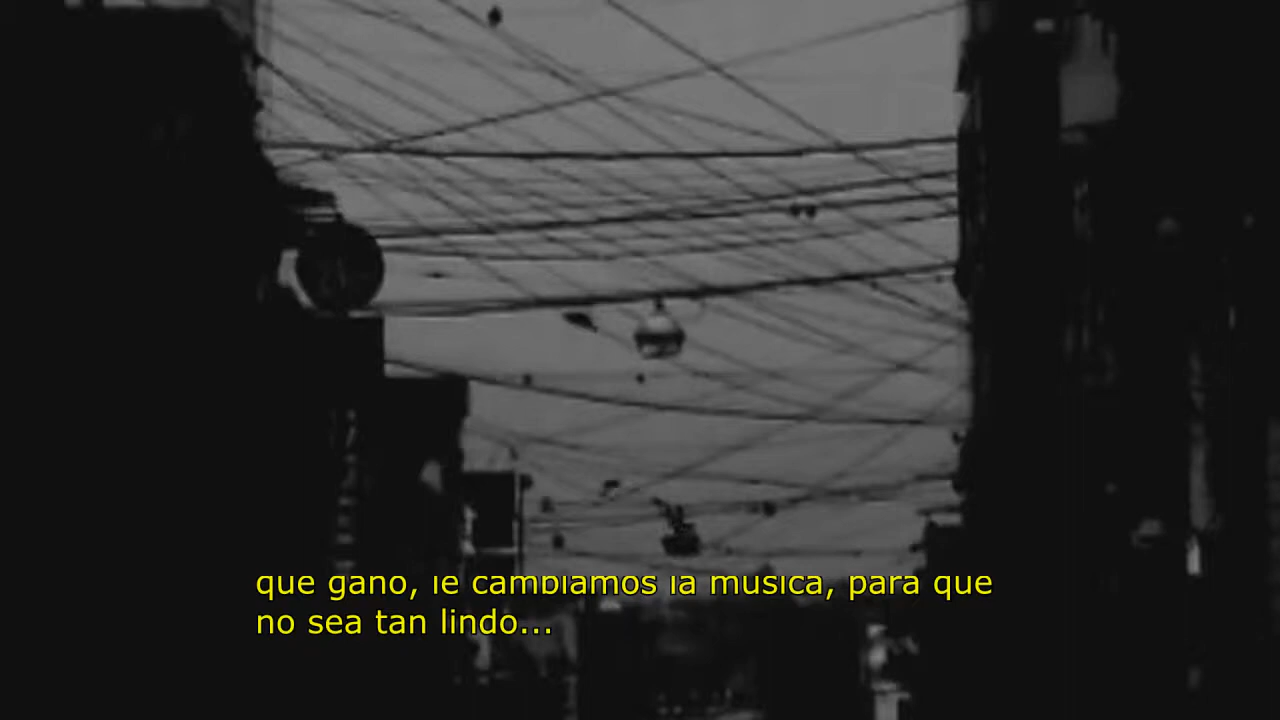 que gano, le cambiamos la musica, para que
no sea tan lindo...